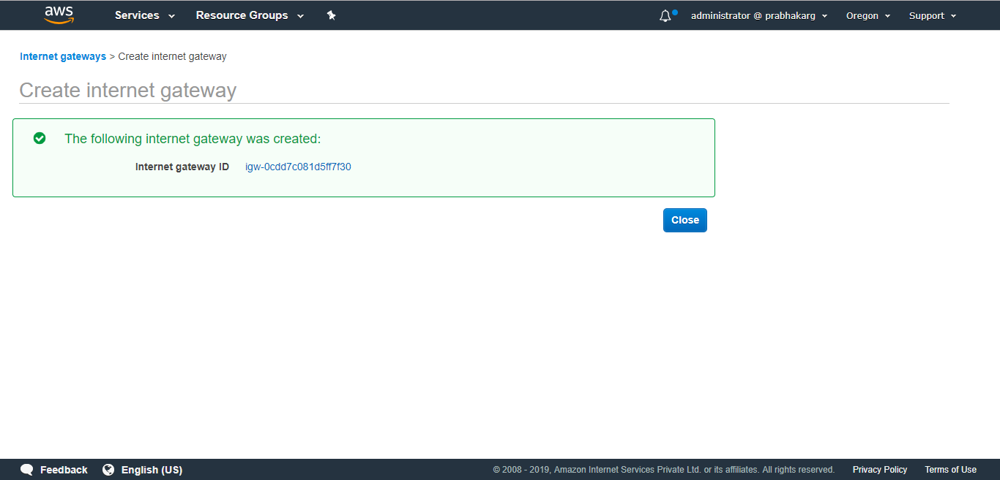 aws Services Resource Groups administrator @ prabhakarg Oregon Support
Internet gateways > Create internet gateway
Create internet gateway
The following internet gateway was created:
Internet gateway ID igw-0cdd7c081d5ff7f30
Close
Feedback English (US) © 2008 - 2019, Amazon Internet Services Private Ltd. or its affiliates. All rights reserved. Privacy Policy Terms of Use